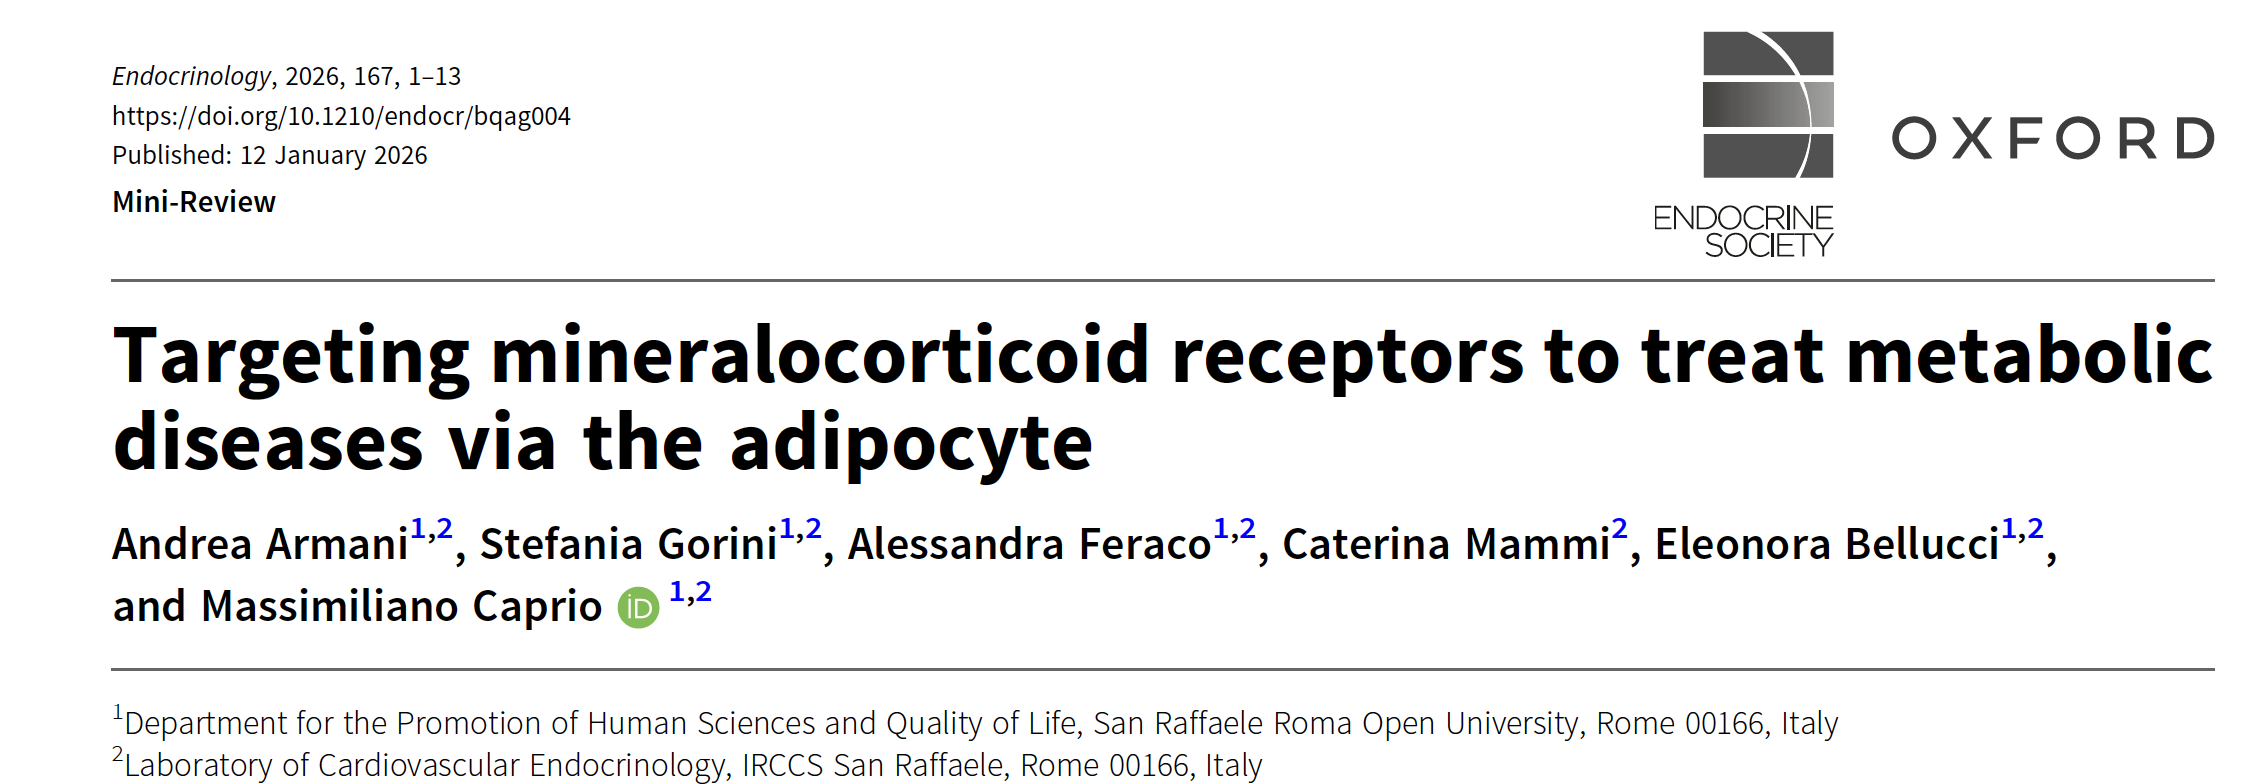 Endocrinology, 2026, 167, 1–13
https://doi.org/10.1210/endocr/bqag004
Published: 12 January 2026
Mini-Review
ENDOCRINE
SOCIETY
OXFORD
Targeting mineralocorticoid receptors to treat metabolic
diseases via the adipocyte
Andrea Armani1,2, Stefania Gorini1,2, Alessandra Feraco1,2, Caterina Mammi2, Eleonora Bellucci1,2,
and Massimiliano Caprio iD 1,2
1Department for the Promotion of Human Sciences and Quality of Life, San Raffaele Roma Open University, Rome 00166, Italy
2Laboratory of Cardiovascular Endocrinology, IRCCS San Raffaele, Rome 00166, Italy